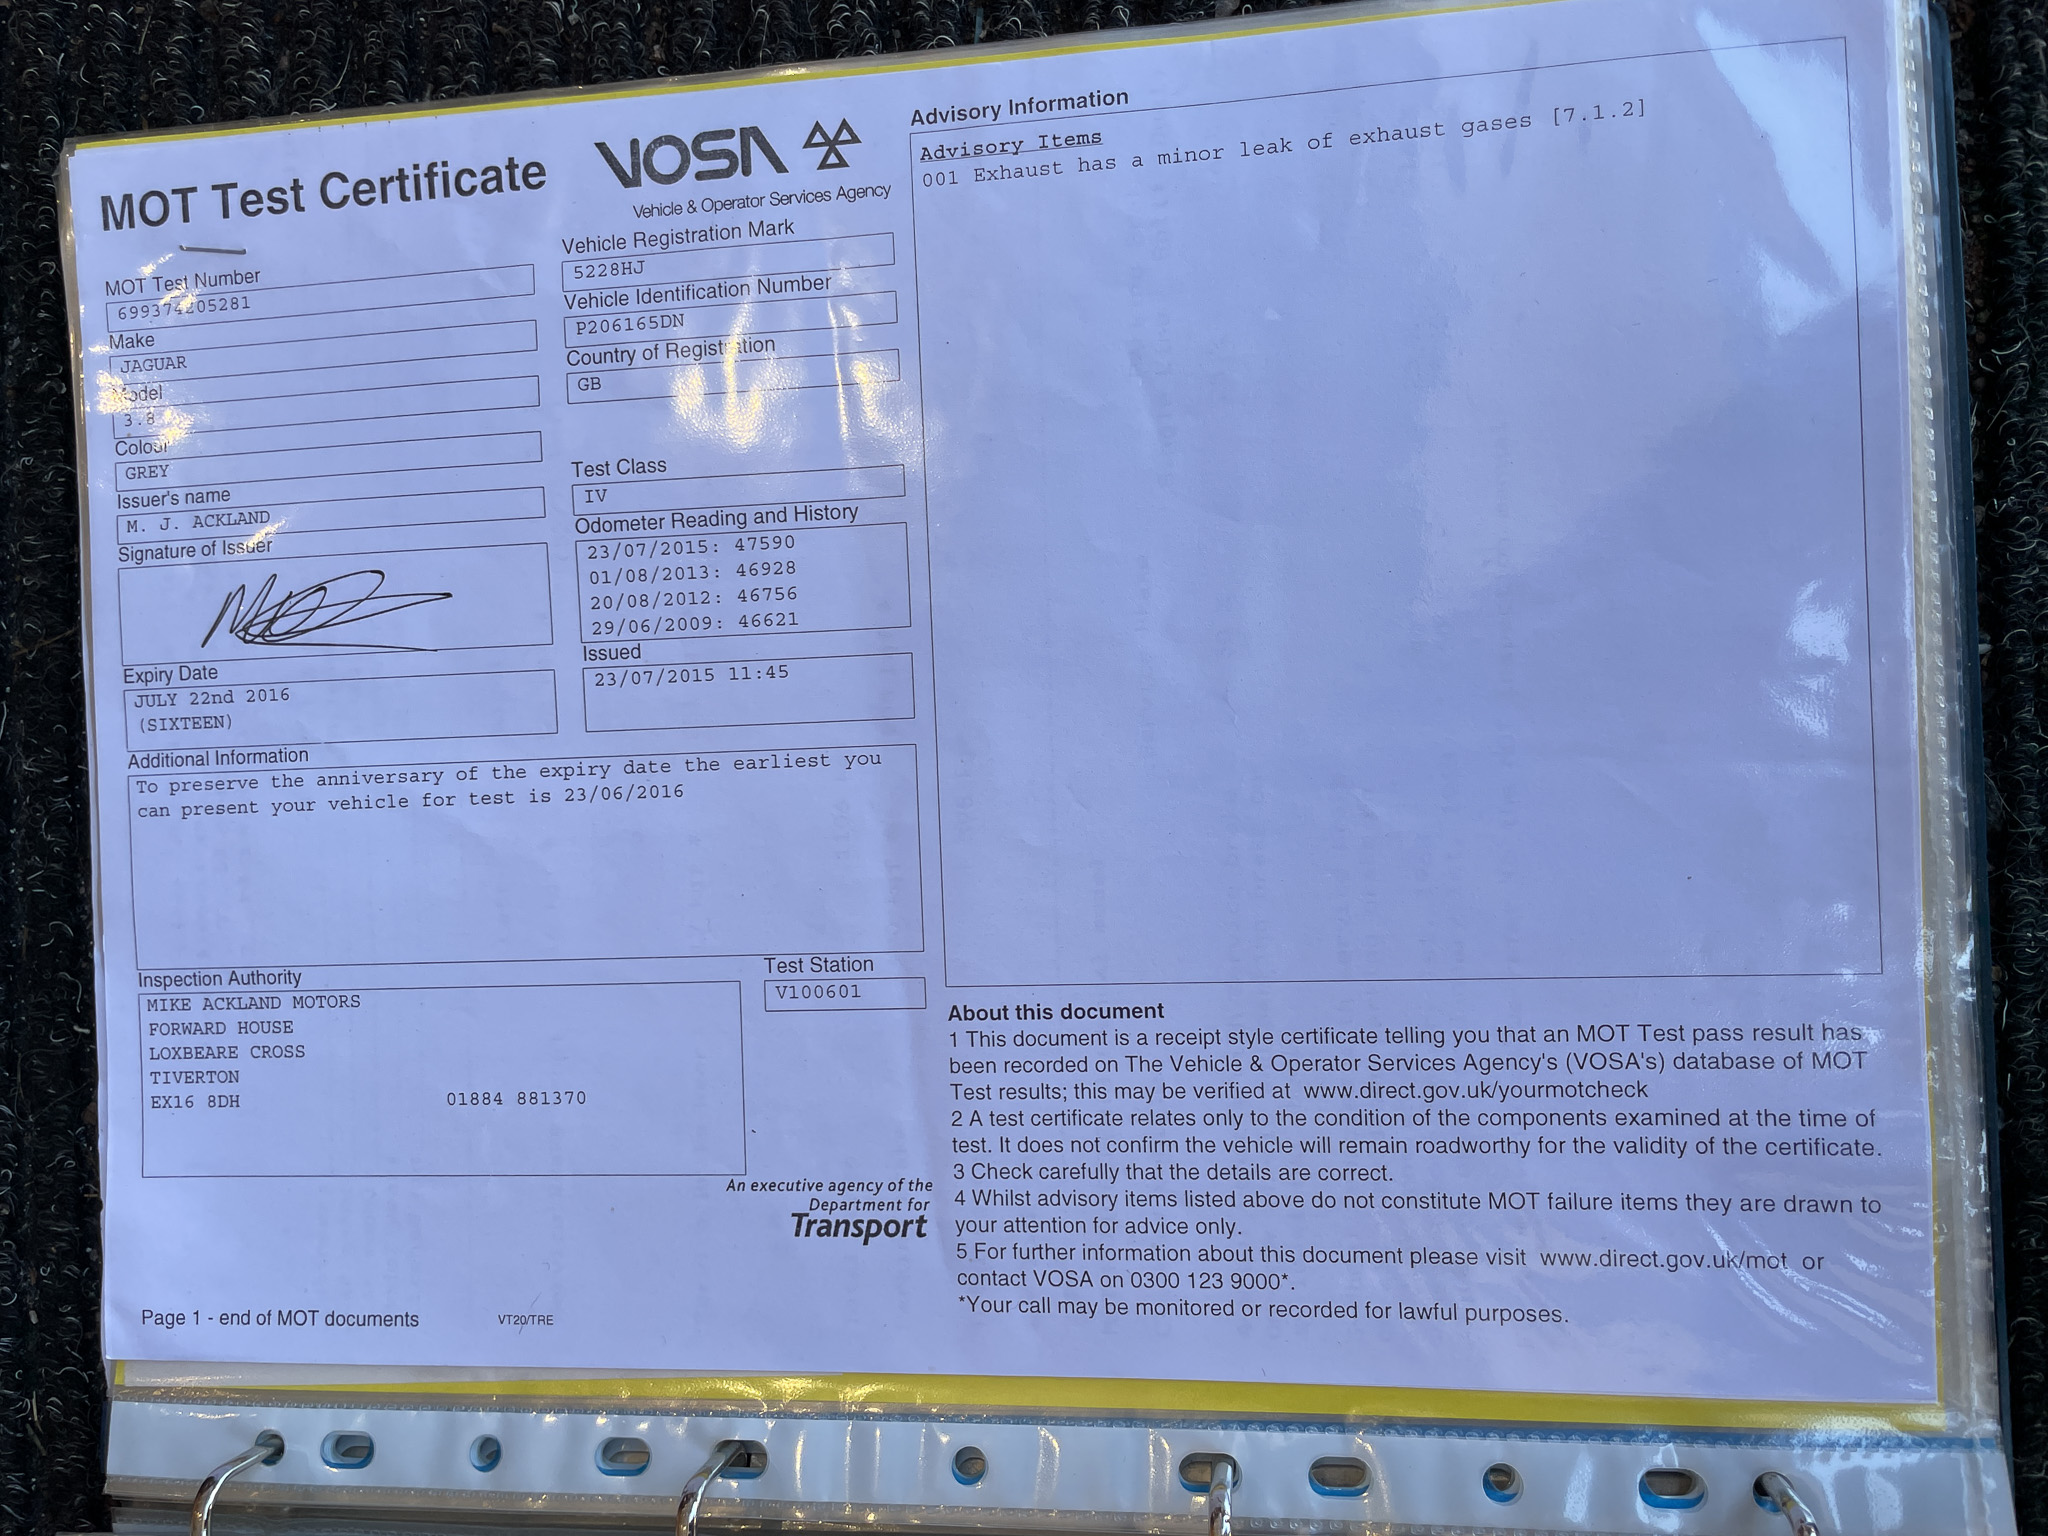 MOT Test Certificate
VOSA
Vehicle & Operator Services Agency
MOT Test Number
699374205281
Make
JAGUAR
Model
3.8
Colour
GREY
Issuer's name
M. J. ACKLAND
Signature of Issuer
Expiry Date
JULY 22nd 2016
(SIXTEEN)
Vehicle Registration Mark
5228HJ
Vehicle Identification Number
P206165DN
Country of Registration
GB
Test Class
IV
Odometer Reading and History
23/07/2015: 47590
01/08/2013: 46928
20/08/2012: 46756
29/06/2009: 46621
Issued
23/07/2015 11:45
Additional Information
To preserve the anniversary of the expiry date the earliest you
can present your vehicle for test is 23/06/2016
Inspection Authority
MIKE ACKLAND MOTORS
FORWARD HOUSE
LOXBEARE CROSS
TIVERTON
EX16 8DH 01884 881370
Test Station
V100601
An executive agency of the
Department for
Transport
Page 1 - end of MOT documents VT20/TRE
Advisory Information
Advisory Items
001 Exhaust has a minor leak of exhaust gases [7.1.2]
About this document
1 This document is a receipt style certificate telling you that an MOT Test pass result has
been recorded on The Vehicle & Operator Services Agency's (VOSA's) database of MOT
Test results; this may be verified at www.direct.gov.uk/yourmotcheck
2 A test certificate relates only to the condition of the components examined at the time of
test. It does not confirm the vehicle will remain roadworthy for the validity of the certificate.
3 Check carefully that the details are correct.
4 Whilst advisory items listed above do not constitute MOT failure items they are drawn to
your attention for advice only.
5 For further information about this document please visit www.direct.gov.uk/mot or
contact VOSA on 0300 123 9000*.
*Your call may be monitored or recorded for lawful purposes.